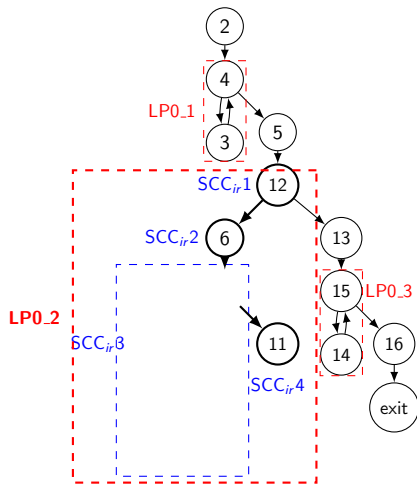 2
4
LP0_1
3
5
SCC_ir1
12
SCC_ir2
6
13
15
LP0_3
LP0_2
SCC_ir3
11
14
16
SCC_ir4
exit